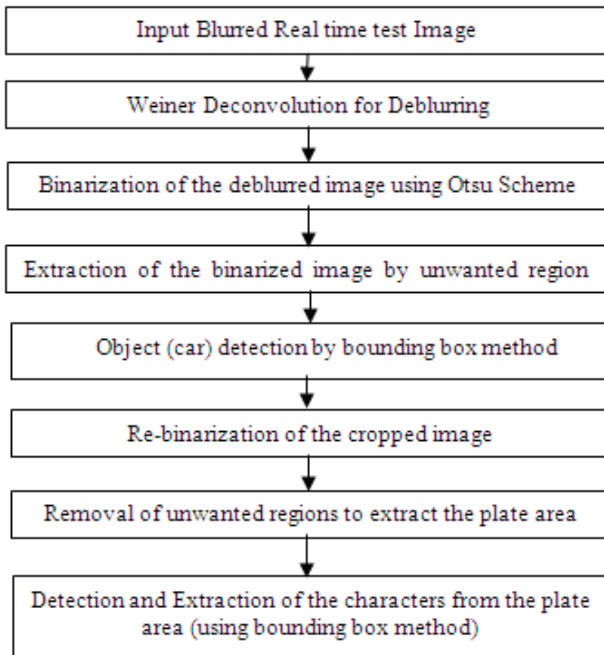 Input Blurred Real time test Image
Weiner Deconvolution for Deblurring
Binarization of the deblurred image using Otsu Scheme
Extraction of the binarized image by unwanted region
Object (car) detection by bounding box method
Re-binarization of the cropped image
Removal of unwanted regions to extract the plate area
Detection and Extraction of the characters from the plate
area (using bounding box method)